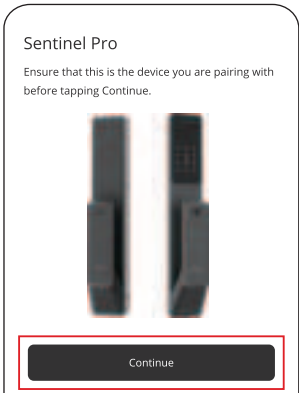 Sentinel Pro
Ensure that this is the device you are pairing with
before tapping Continue.
Continue